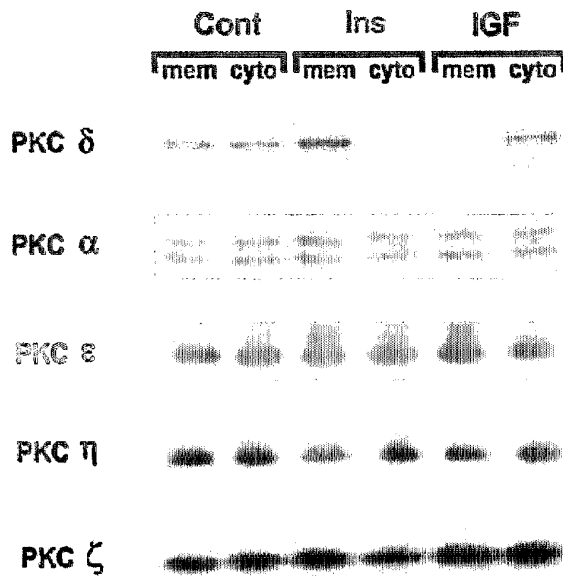 Cont Ins IGF
mem cyto mem cyto mem cyto
PKC δ
PKC α
PKC ε
PKC η
PKC ζ